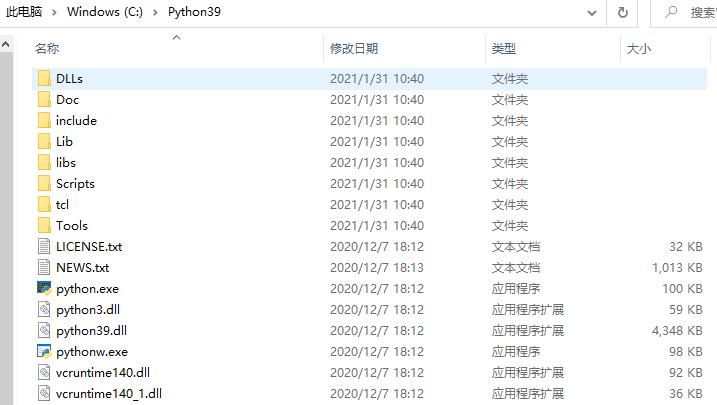 此电脑 > Windows (C:) > Python39 搜索
名称 修改日期 类型 大小
DLLs 2021/1/31 10:40 文件夹
Doc 2021/1/31 10:40 文件夹
include 2021/1/31 10:40 文件夹
Lib 2021/1/31 10:40 文件夹
libs 2021/1/31 10:40 文件夹
Scripts 2021/1/31 10:40 文件夹
tcl 2021/1/31 10:40 文件夹
Tools 2021/1/31 10:40 文件夹
LICENSE.txt 2020/12/7 18:12 文本文档 32 KB
NEWS.txt 2020/12/7 18:13 文本文档 1,013 KB
python.exe 2020/12/7 18:12 应用程序 100 KB
python3.dll 2020/12/7 18:12 应用程序扩展 59 KB
python39.dll 2020/12/7 18:12 应用程序扩展 4,348 KB
pythonw.exe 2020/12/7 18:12 应用程序 98 KB
vcruntime140.dll 2020/12/7 18:12 应用程序扩展 92 KB
vcruntime140_1.dll 2020/12/7 18:12 应用程序扩展 36 KB